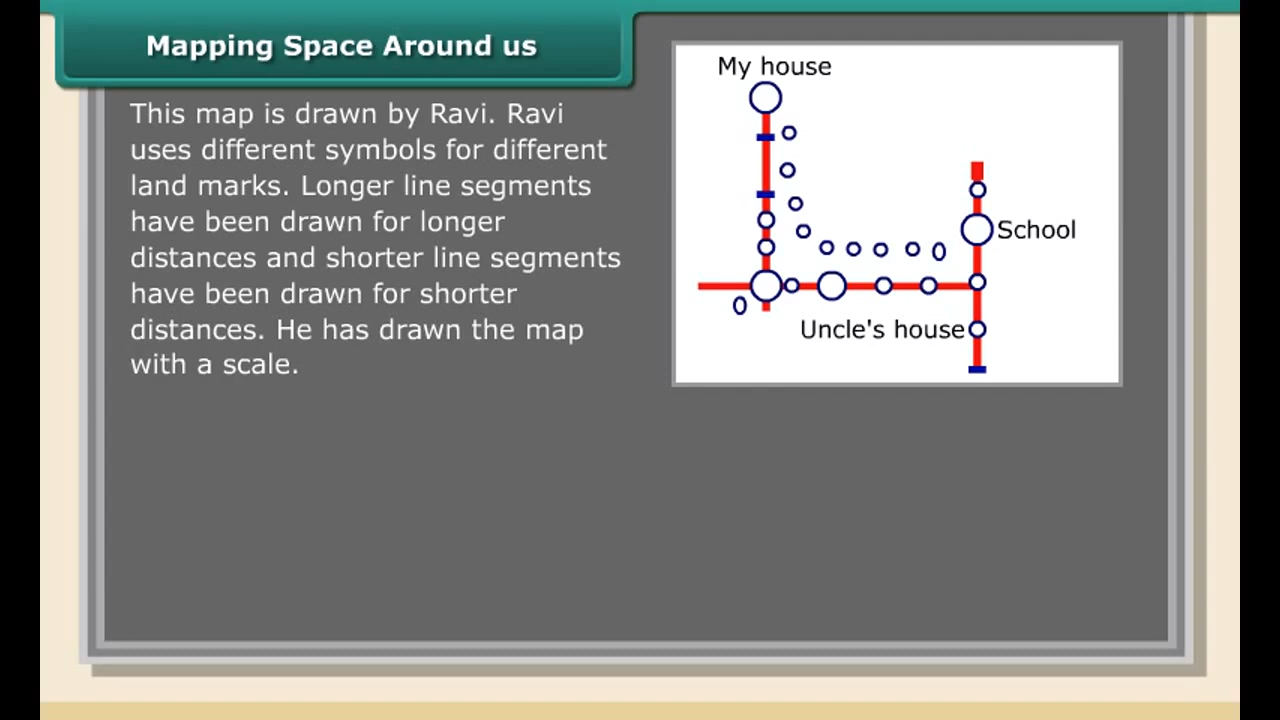 Mapping Space Around us
This map is drawn by Ravi. Ravi
uses different symbols for different
land marks. Longer line segments
have been drawn for longer
distances and shorter line segments
have been drawn for shorter
distances. He has drawn the map
with a scale.
My house
School
Uncle's house